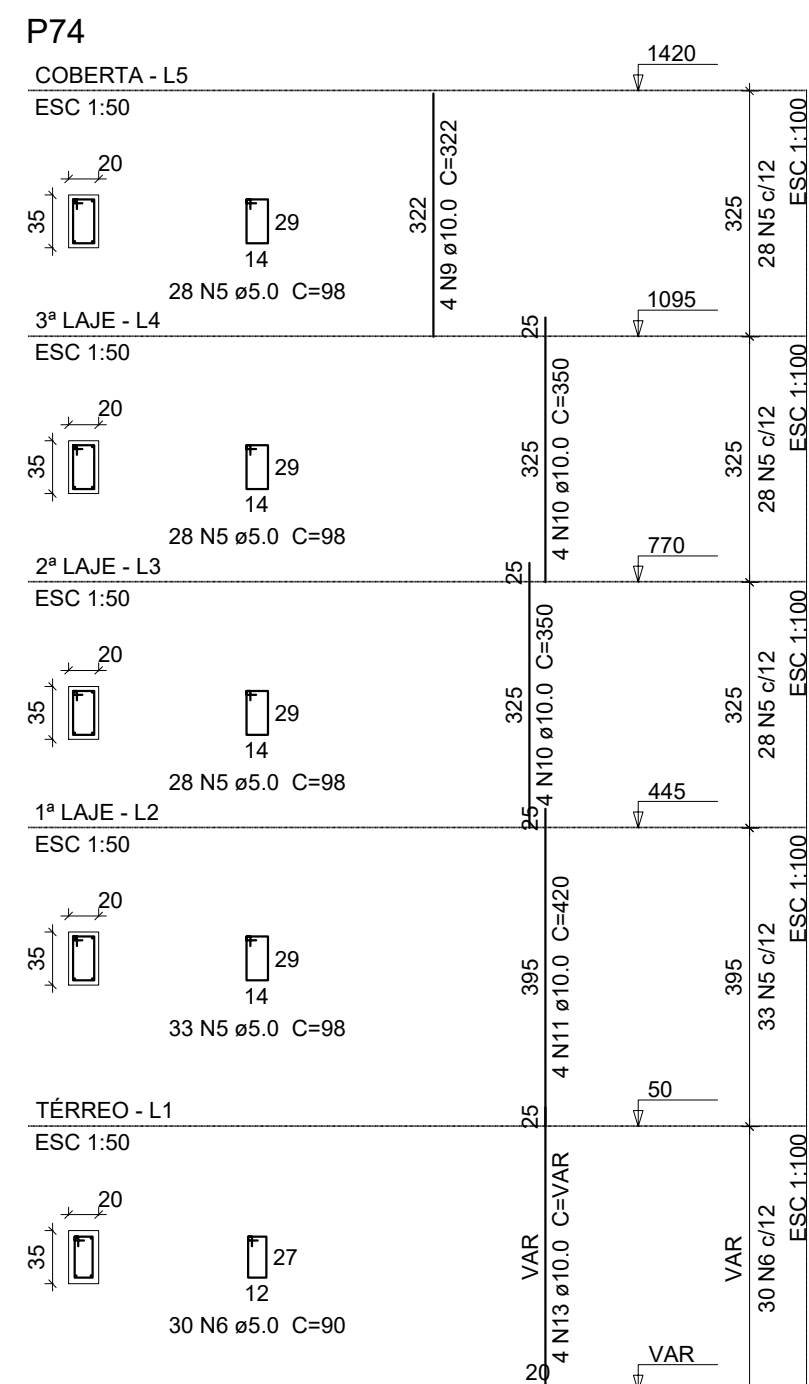 P74
COBERTA - L5
1420
ESC 1:50
20
35
29
14
28 N5 ø5.0 C=98
322
4 N9 ø10.0 C=322
325
28 N5 c/12
ESC 1:100
3ª LAJE - L4
1095
ESC 1:50
20
35
29
14
28 N5 ø5.0 C=98
25
325
4 N10 ø10.0 C=350
325
28 N5 c/12
ESC 1:100
2ª LAJE - L3
770
ESC 1:50
20
35
29
14
28 N5 ø5.0 C=98
25
325
4 N10 ø10.0 C=350
325
28 N5 c/12
ESC 1:100
1ª LAJE - L2
445
ESC 1:50
20
35
29
14
33 N5 ø5.0 C=98
25
395
4 N11 ø10.0 C=420
395
33 N5 c/12
ESC 1:100
TÉRREO - L1
50
ESC 1:50
20
35
27
12
30 N6 ø5.0 C=90
25
VAR
4 N13 ø10.0 C=VAR
VAR
30 N6 c/12
ESC 1:100
20
VAR